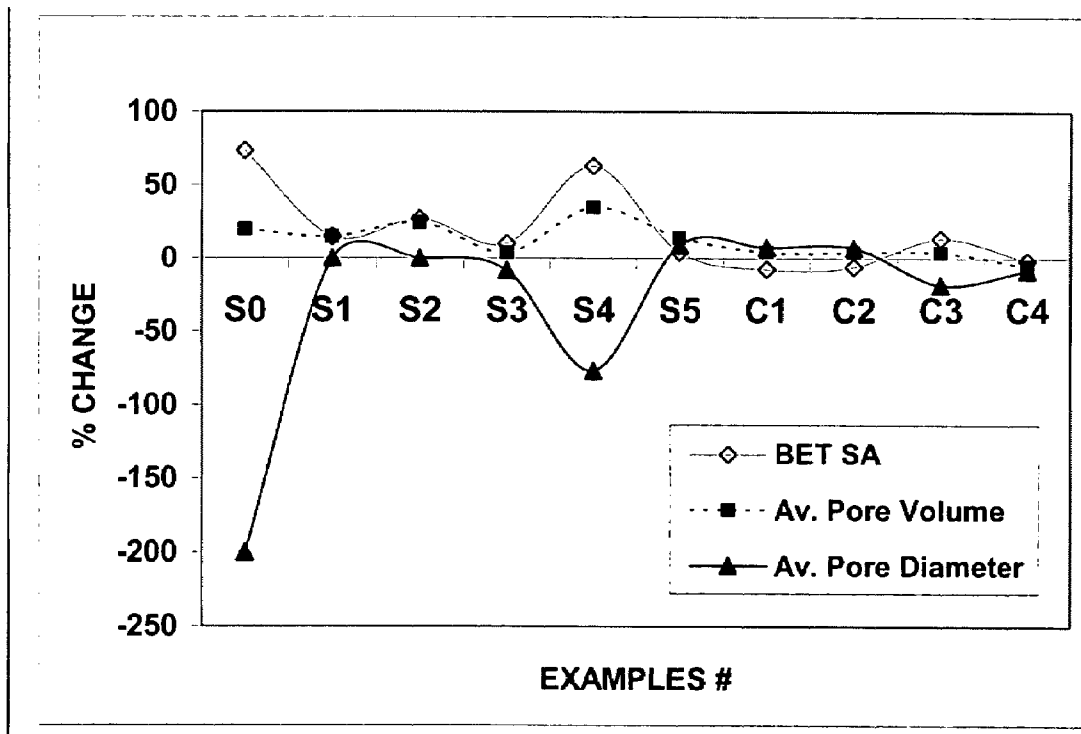 100
50
0
-50
-100
-150
-200
-250
% CHANGE
S0 S1 S2 S3 S4 S5 C1 C2 C3 C4
BET SA
Av. Pore Volume
Av. Pore Diameter
EXAMPLES #